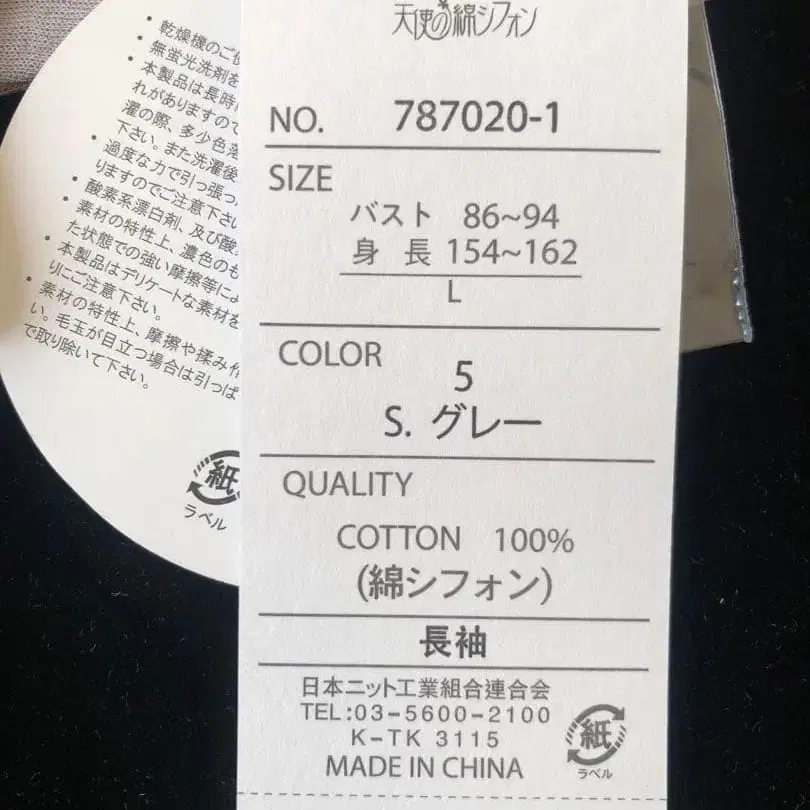 天使の綿シフォン
NO. 787020-1
SIZE
バスト 86~94
身 長 154~162
L
COLOR
5
S. グレー
QUALITY
COTTON 100%
(綿シフォン)
長袖
日本ニット工業組合連合会
TEL:03-5600-2100
K-TK 3115
MADE IN CHINA
紙
ラベル
• 乾燥機のご使
• 無蛍光洗剤を
• 本製品は長時
れがありますので
濯の際、多少色落
下さい。また洗濯後
• 過度な力で引っ張っ
りますのでご注意下さい
• 酸素系漂白剤、及び酸
• 素材の特性上、濃色のも
た状態での強い摩擦等によ
• 本製品はデリケートな素材を
りにご注意下さい。
• 素材の特性上、摩擦や揉み作
い。毛玉が目立つ場合は引っぱ
で取り除いて下さい。
紙
ラベル